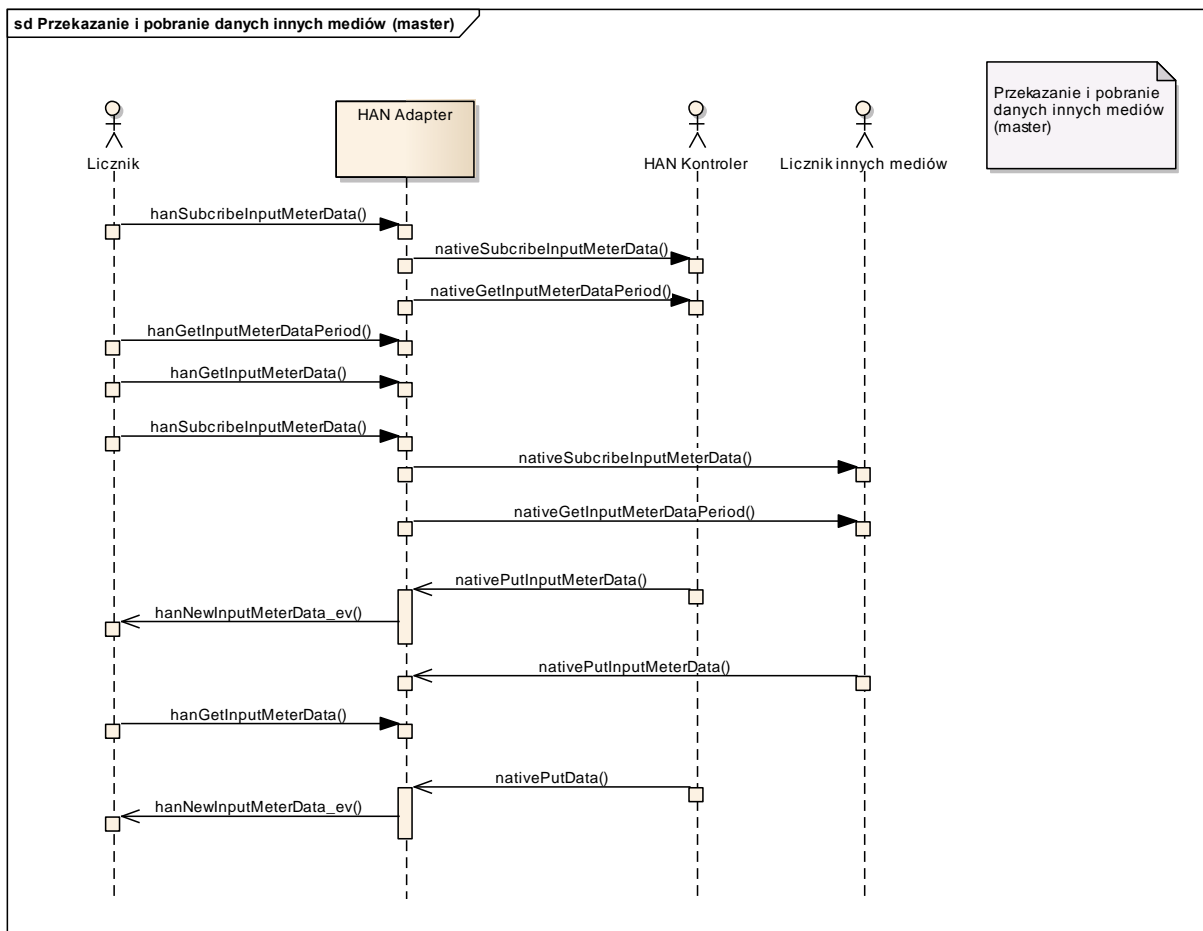 sd Przekazanie i pobranie danych innych mediów (master)
Przekazanie i pobranie
danych innych mediów
(master)
HAN Adapter
Licznik
HAN Kontroler
Licznik innych mediów
hanSubcribeInputMeterData()
nativeSubcribeInputMeterData()
nativeGetInputMeterDataPeriod()
hanGetInputMeterDataPeriod()
hanGetInputMeterData()
hanSubcribeInputMeterData()
nativeSubcribeInputMeterData()
nativeGetInputMeterDataPeriod()
nativePutInputMeterData()
hanNewInputMeterData_ev()
nativePutInputMeterData()
hanGetInputMeterData()
nativePutData()
hanNewInputMeterData_ev()